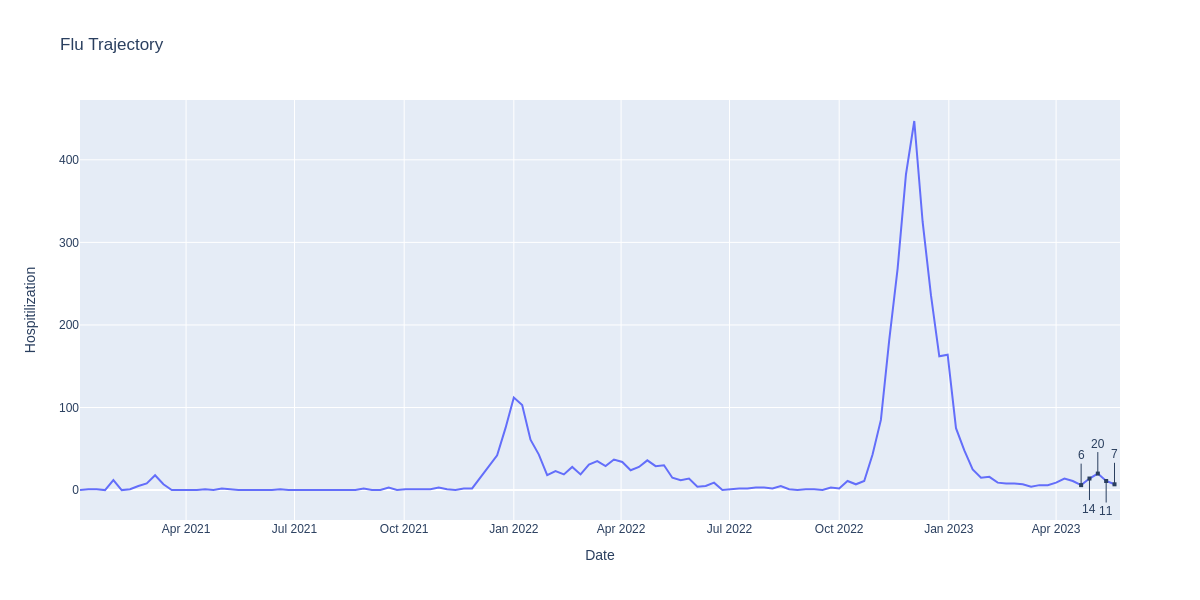 Flu Trajectory
Hospitilization
400
300
200
100
0
6
20
7
14
11
Apr 2021
Jul 2021
Oct 2021
Jan 2022
Apr 2022
Jul 2022
Oct 2022
Jan 2023
Apr 2023
Date